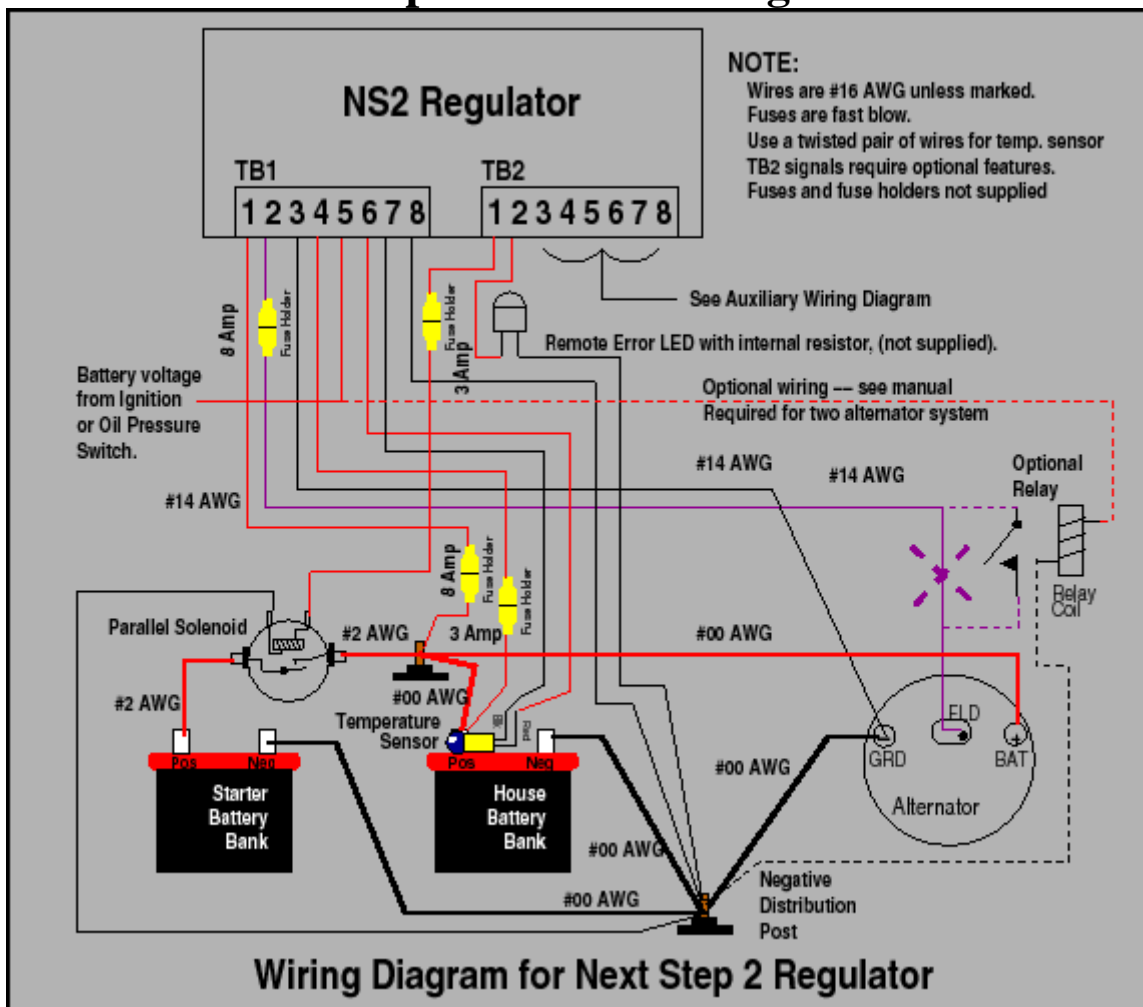 NS2 Regulator
NOTE:
Wires are #16 AWG unless marked.
Fuses are fast blow.
Use a twisted pair of wires for temp. sensor
TB2 signals require optional features.
Fuses and fuse holders not supplied
TB1
TB2
1 2 3 4 5 6 7 8
1 2 3 4 5 6 7 8
8 Amp
Fuse Holder
Fuse Holder
3 Amp
See Auxiliary Wiring Diagram
Remote Error LED with internal resistor, (not supplied).
Battery voltage
from Ignition
or Oil Pressure
Switch.
Optional wiring -- see manual
Required for two alternator system
#14 AWG
#14 AWG
#14 AWG
Optional
Relay
8 Amp
Fuse Holder
Fuse Holder
3 Amp
Relay
Coil
Parallel Solenoid
#2 AWG
#00 AWG
#2 AWG
#00 AWG
Temperature
Sensor
Blk
Red
FLD
GRD
BAT
Alternator
#00 AWG
Pos
Neg
Pos
Neg
Starter
Battery
Bank
House
Battery
Bank
#00 AWG
#00 AWG
Negative
Distribution
Post
Wiring Diagram for Next Step 2 Regulator